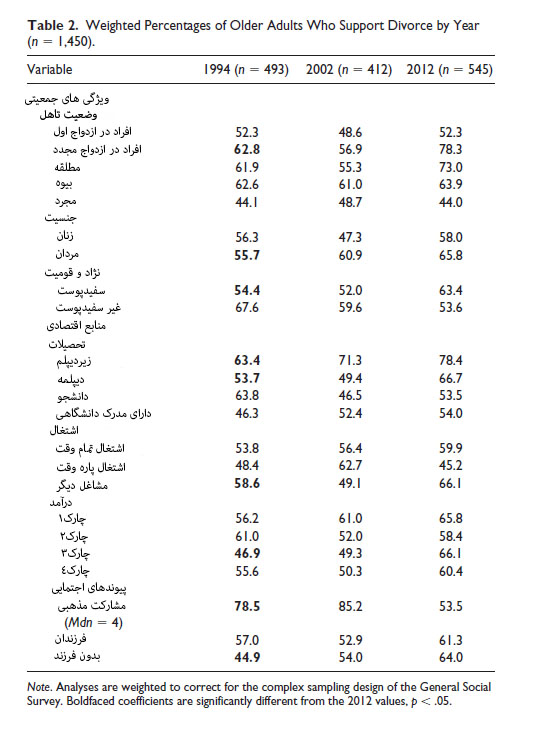 Table 2. Weighted Percentages of Older Adults Who Support Divorce by Year
(n = 1,450).
Variable 1994 (n = 493) 2002 (n = 412) 2012 (n = 545)
ویژگی های جمعیتی
وضعیت تاهل
افراد در ازدواج اول 52.3 48.6 52.3
افراد در ازدواج مجدد 62.8 56.9 78.3
مطلقه 61.9 55.3 73.0
بیوه 62.6 61.0 63.9
مجرد 44.1 48.7 44.0
جنسیت
زنان 56.3 47.3 58.0
مردان 55.7 60.9 65.8
نژاد و قومیت
سفیدپوست 54.4 52.0 63.4
غیر سفیدپوست 67.6 59.6 53.6
منابع اقتصادی
تحصیلات
زیردیپلم 63.4 71.3 78.4
دیپلمه 53.7 49.4 66.7
دانشجو 63.8 46.5 53.5
دارای مدرک دانشگاهی 46.3 52.4 54.0
اشتغال
اشتغال تمام وقت 53.8 56.4 59.9
اشتغال پاره وقت 48.4 62.7 45.2
مشاغل دیگر 58.6 49.1 66.1
درآمد
چارک۱ 56.2 61.0 65.8
چارک۲ 61.0 52.0 58.4
چارک۳ 46.9 49.3 66.1
چارک٤ 55.6 50.3 60.4
پیوندهای اجتمایی
مشارکت مذهبی 78.5 85.2 53.5
(Mdn = 4)
فرزندان 57.0 52.9 61.3
بدون فرزند 44.9 54.0 64.0
Note. Analyses are weighted to correct for the complex sampling design of the General Social
Survey. Boldfaced coefficients are significantly different from the 2012 values, p < .05.